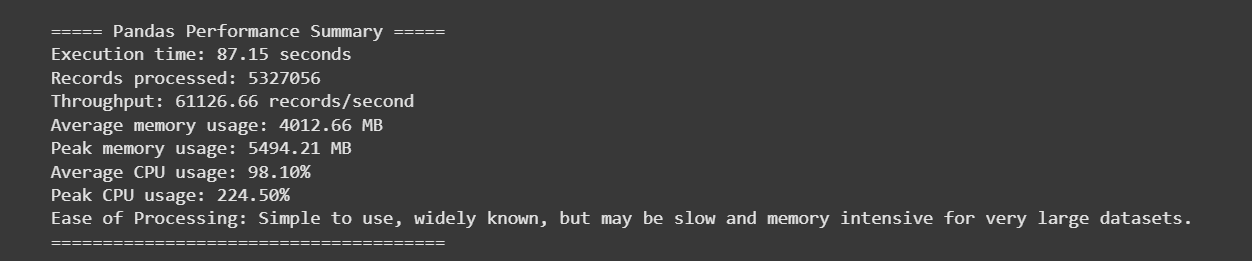 ===== Pandas Performance Summary =====
Execution time: 87.15 seconds
Records processed: 5327056
Throughput: 61126.66 records/second
Average memory usage: 4012.66 MB
Peak memory usage: 5494.21 MB
Average CPU usage: 98.10%
Peak CPU usage: 224.50%
Ease of Processing: Simple to use, widely known, but may be slow and memory intensive for very large datasets.
======================================